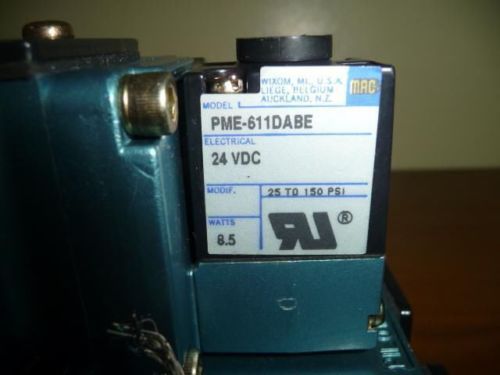 WIXOM, MI., U.S.A.
LIEGE, BELGIUM
AUCKLAND, N.Z.
MAC
MODEL
PME-611DABE
ELECTRICAL
24 VDC
MODIF.
25 TO 150 PSI
WATTS
8.5
RU ®